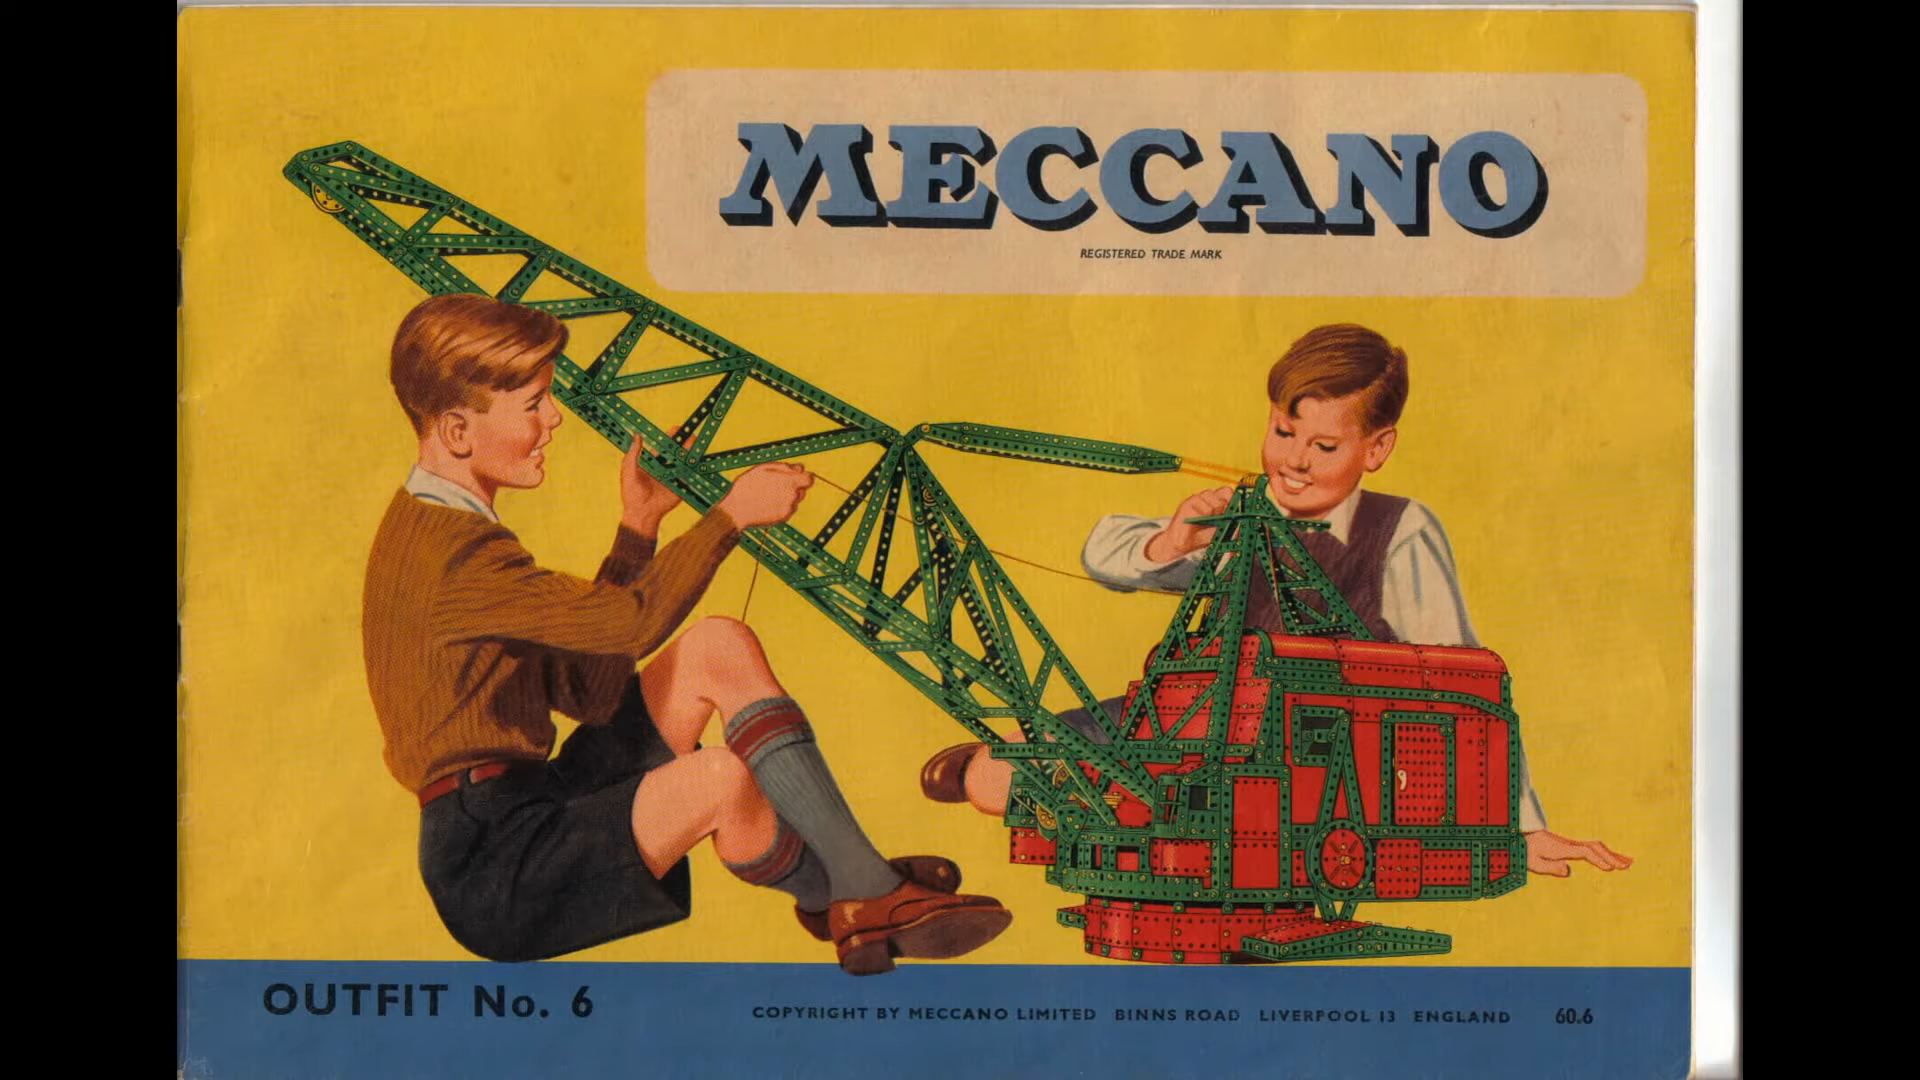 MECCANO
REGISTERED TRADE MARK
OUTFIT No. 6
COPYRIGHT BY MECCANO LIMITED BINNS ROAD LIVERPOOL 13 ENGLAND 60.6